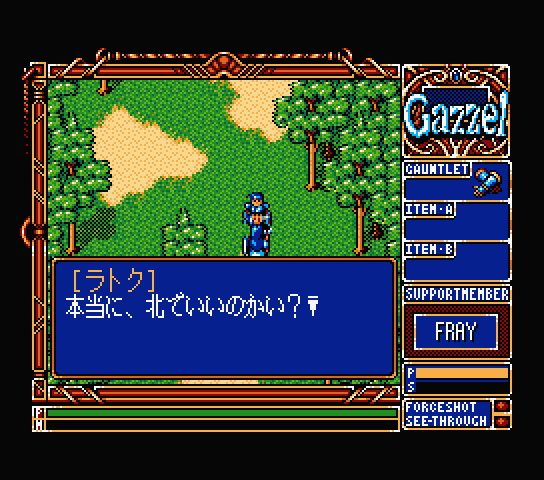 Gazzel
GAUNTLET
ITEM·A
ITEM·B
[ラトク]
本当に、北でいいのかい?▼
SUPPORTMEMBER
FRAY
P
S
FORCESHOT
SEE-THROUGH
P
M